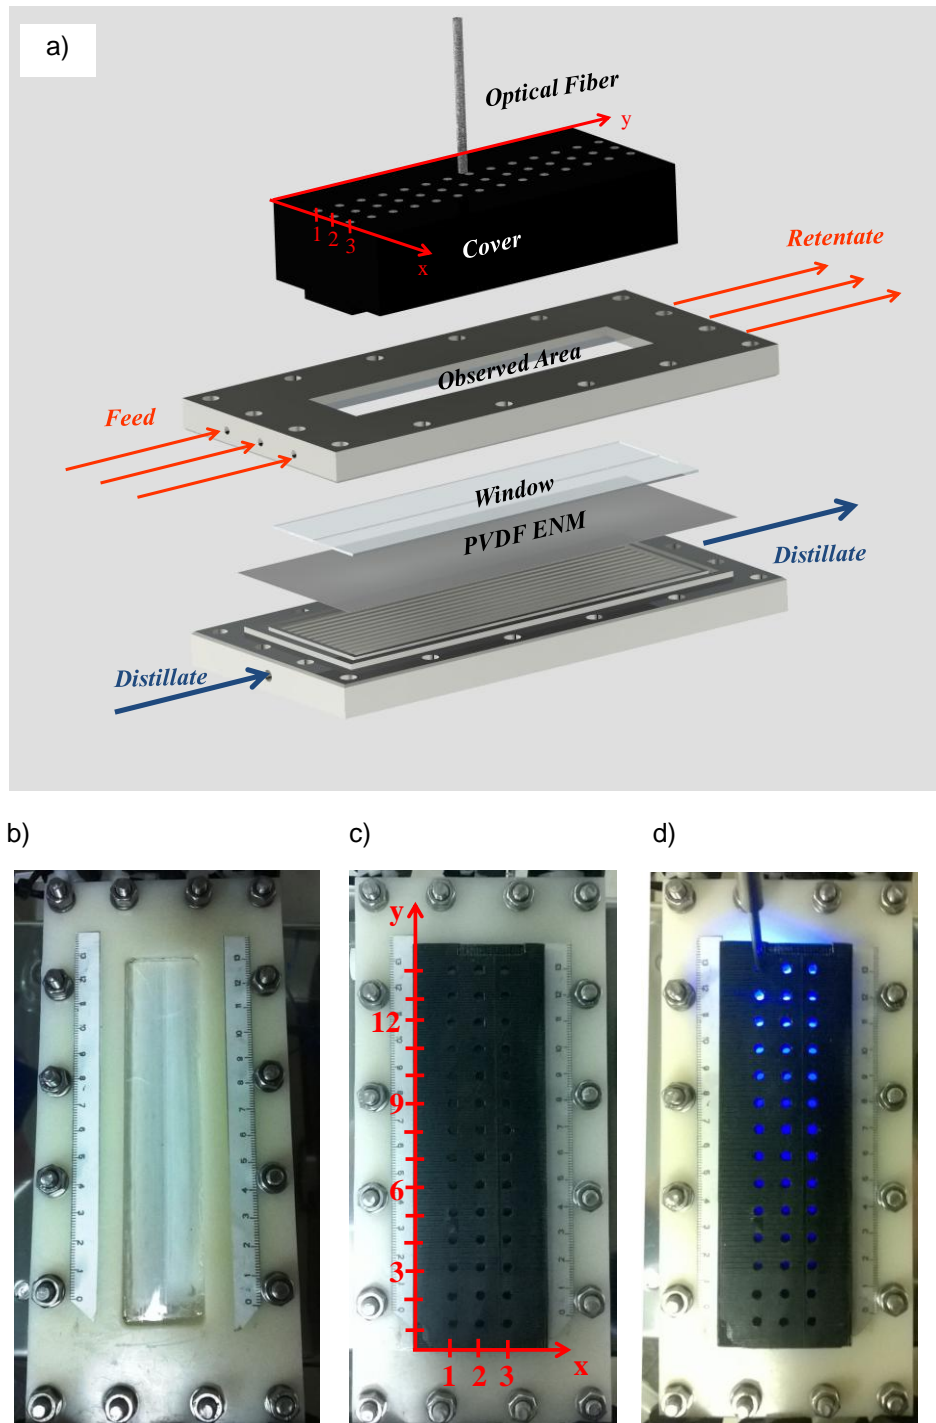 a)
Optical Fiber
y
1 2 3
x
Cover
Retentate
Observed Area
Feed
Window
PVDF ENM
Distillate
Distillate
b)
c)
d)
y
12
9
6
3
1 2 3
x